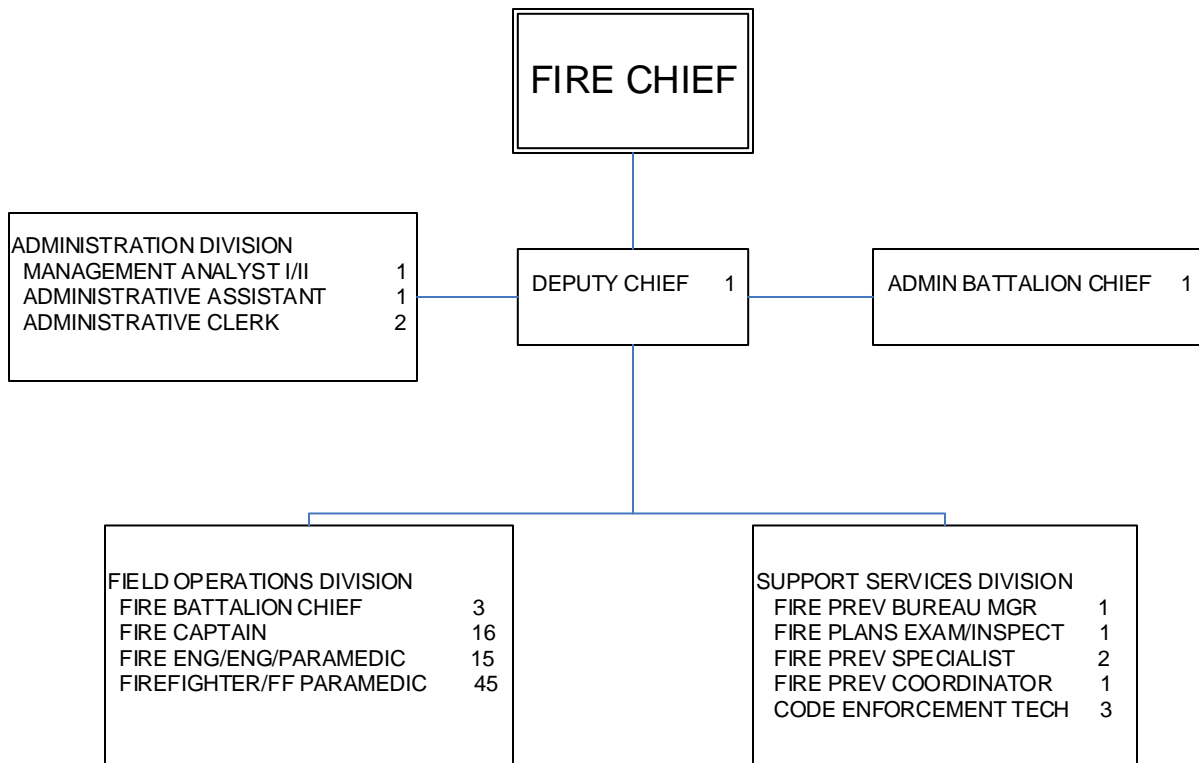 FIRE CHIEF
ADMINISTRATION DIVISION
MANAGEMENT ANALYST I/II 1
ADMINISTRATIVE ASSISTANT 1
ADMINISTRATIVE CLERK 2
DEPUTY CHIEF 1
ADMIN BATTALION CHIEF 1
FIELD OPERATIONS DIVISION
FIRE BATTALION CHIEF 3
FIRE CAPTAIN 16
FIRE ENG/ENG/PARAMEDIC 15
FIREFIGHTER/FF PARAMEDIC 45
SUPPORT SERVICES DIVISION
FIRE PREV BUREAU MGR 1
FIRE PLANS EXAM/INSPECT 1
FIRE PREV SPECIALIST 2
FIRE PREV COORDINATOR 1
CODE ENFORCEMENT TECH 3